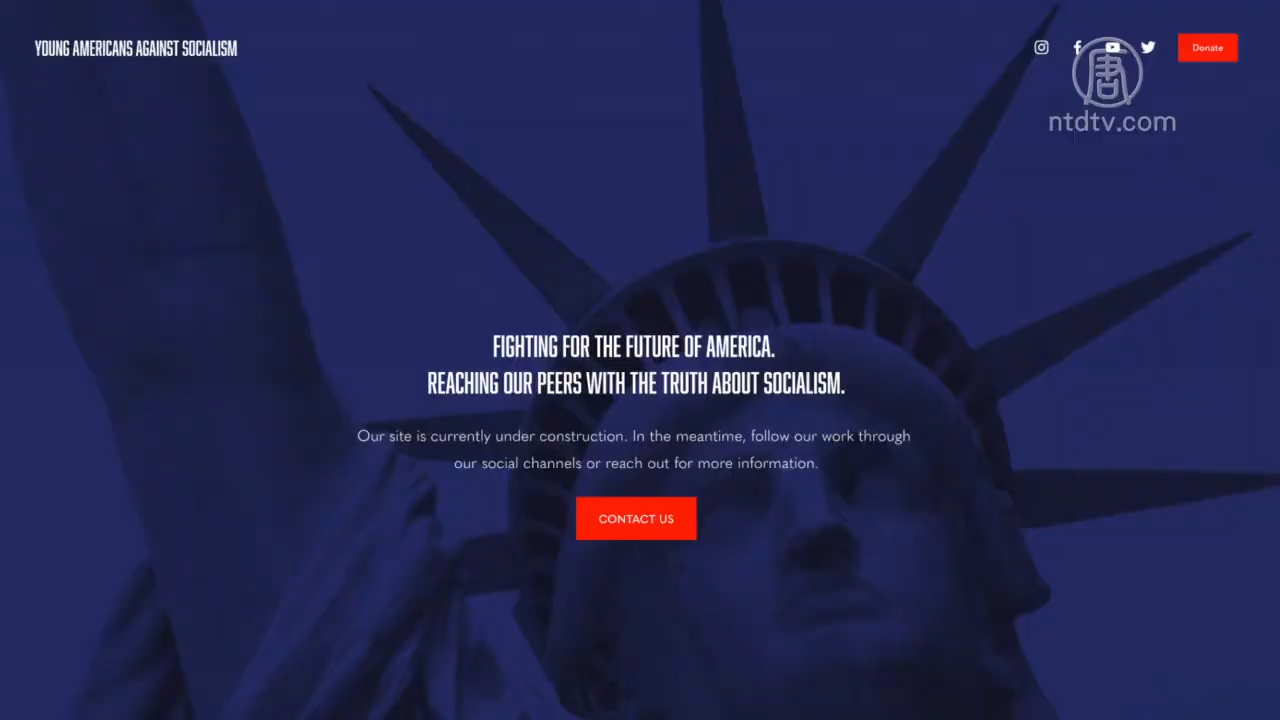 YOUNG AMERICANS AGAINST SOCIALISM
Donate
唐
ntdtv.com
FIGHTING FOR THE FUTURE OF AMERICA.
REACHING OUR PEERS WITH THE TRUTH ABOUT SOCIALISM.
Our site is currently under construction. In the meantime, follow our work through
our social channels or reach out for more information.
CONTACT US